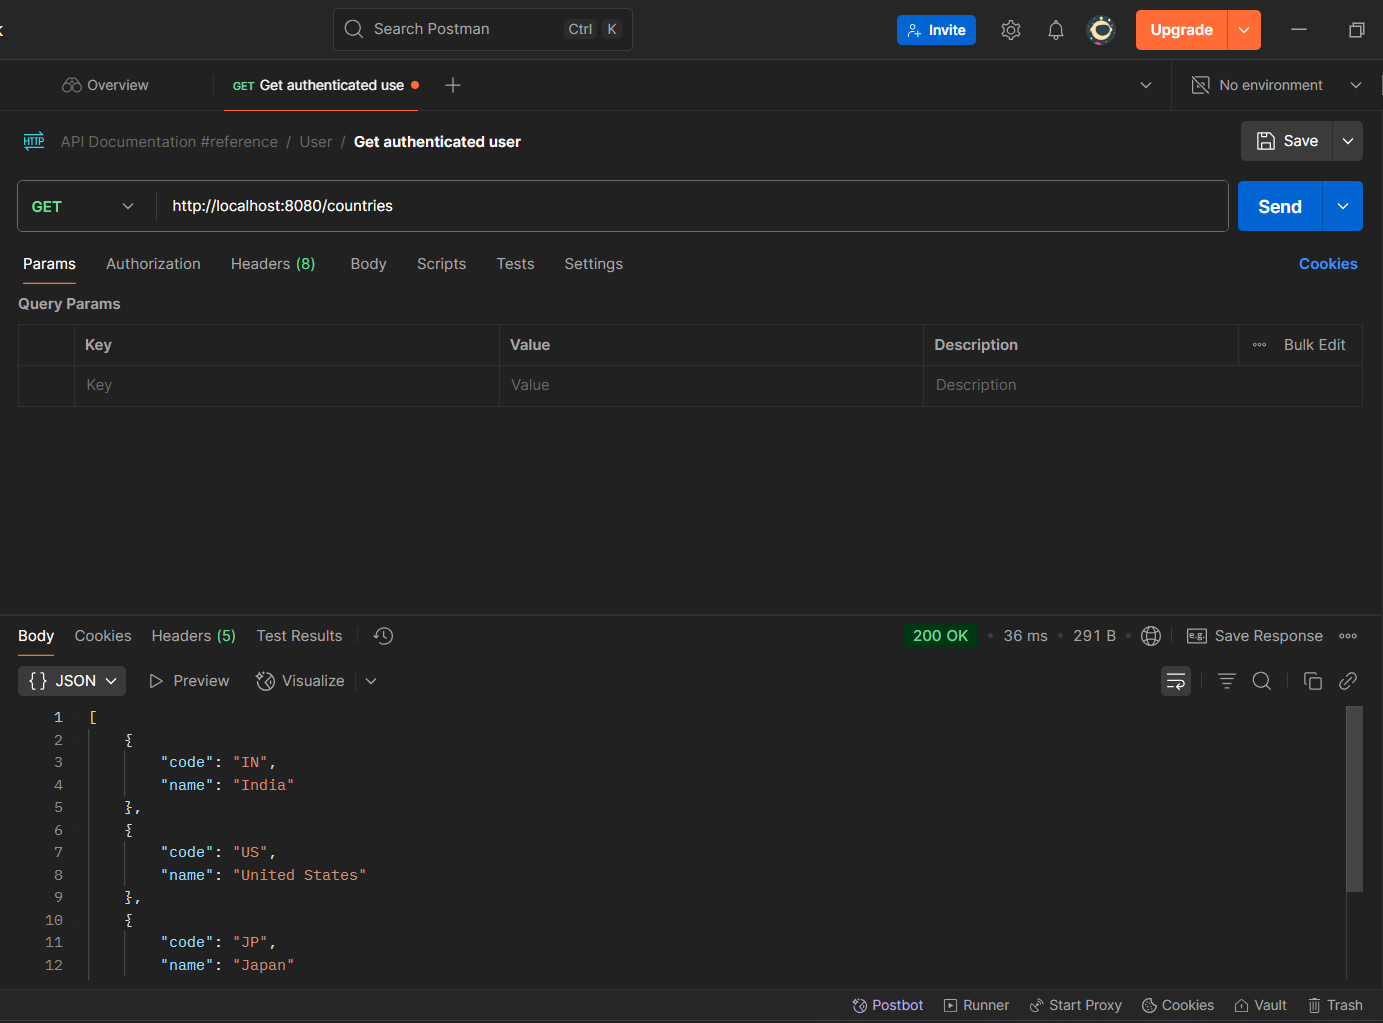 Search Postman Ctrl K Invite Upgrade
Overview GET Get authenticated use No environment
HTTP API Documentation #reference / User / Get authenticated user Save
GET http://localhost:8080/countries Send
Params Authorization Headers (8) Body Scripts Tests Settings Cookies
Query Params
Key Value Description Bulk Edit
Key Value Description
Body Cookies Headers (5) Test Results 200 OK • 36 ms • 291 B • e.g. Save Response
{} JSON Preview Visualize
1 [
2 {
3 "code": "IN",
4 "name": "India"
5 },
6 {
7 "code": "US",
8 "name": "United States"
9 },
10 {
11 "code": "JP",
12 "name": "Japan"
Postbot Runner Start Proxy Cookies Vault Trash